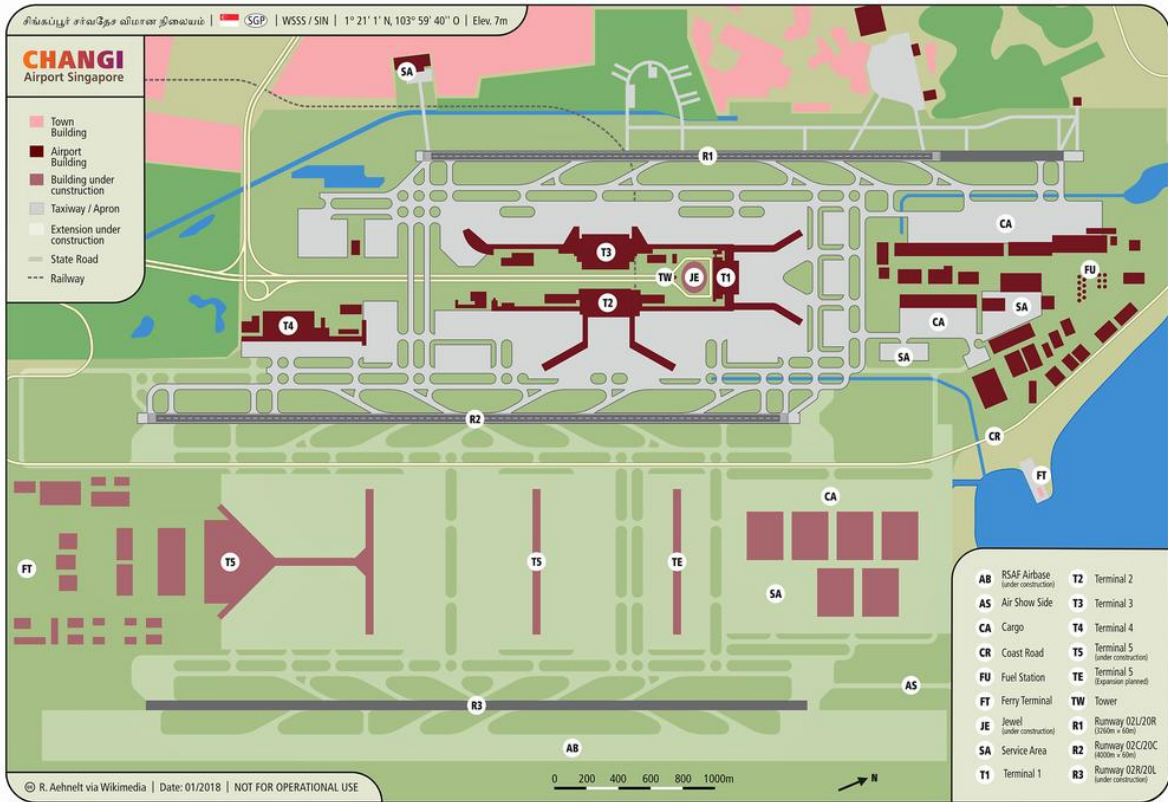 சிங்கப்பூர் சர்வதேச விமான நிலையம் | SGP | WSSS / SIN | 1° 21' 1' N, 103° 59' 40'' O | Elev. 7m
CHANGI
Airport Singapore
Town
Building
Airport
Building
Building under
construction
Taxiway / Apron
Extension under
construction
State Road
Railway
SA
R1
CA
T3
FU
TW
JE
T1
T2
SA
T4
CA
SA
R2
CR
FT
CA
T5
T5
TE
FT
SA
AS
R3
AB
AB RSAF Airbase
(under construction)
AS Air Show Side
CA Cargo
CR Coast Road
FU Fuel Station
FT Ferry Terminal
JE Jewel
(under construction)
SA Service Area
T1 Terminal 1
T2 Terminal 2
T3 Terminal 3
T4 Terminal 4
T5 Terminal 5
(under construction)
TE Terminal 5
(Expansion planned)
TW Tower
R1 Runway 02L/20R
(3260m × 60m)
R2 Runway 02C/20C
(4000m × 60m)
R3 Runway 02R/20L
(under construction)
0 200 400 600 800 1000m
N
cc R. Aehnelt via Wikimedia | Date: 01/2018 | NOT FOR OPERATIONAL USE